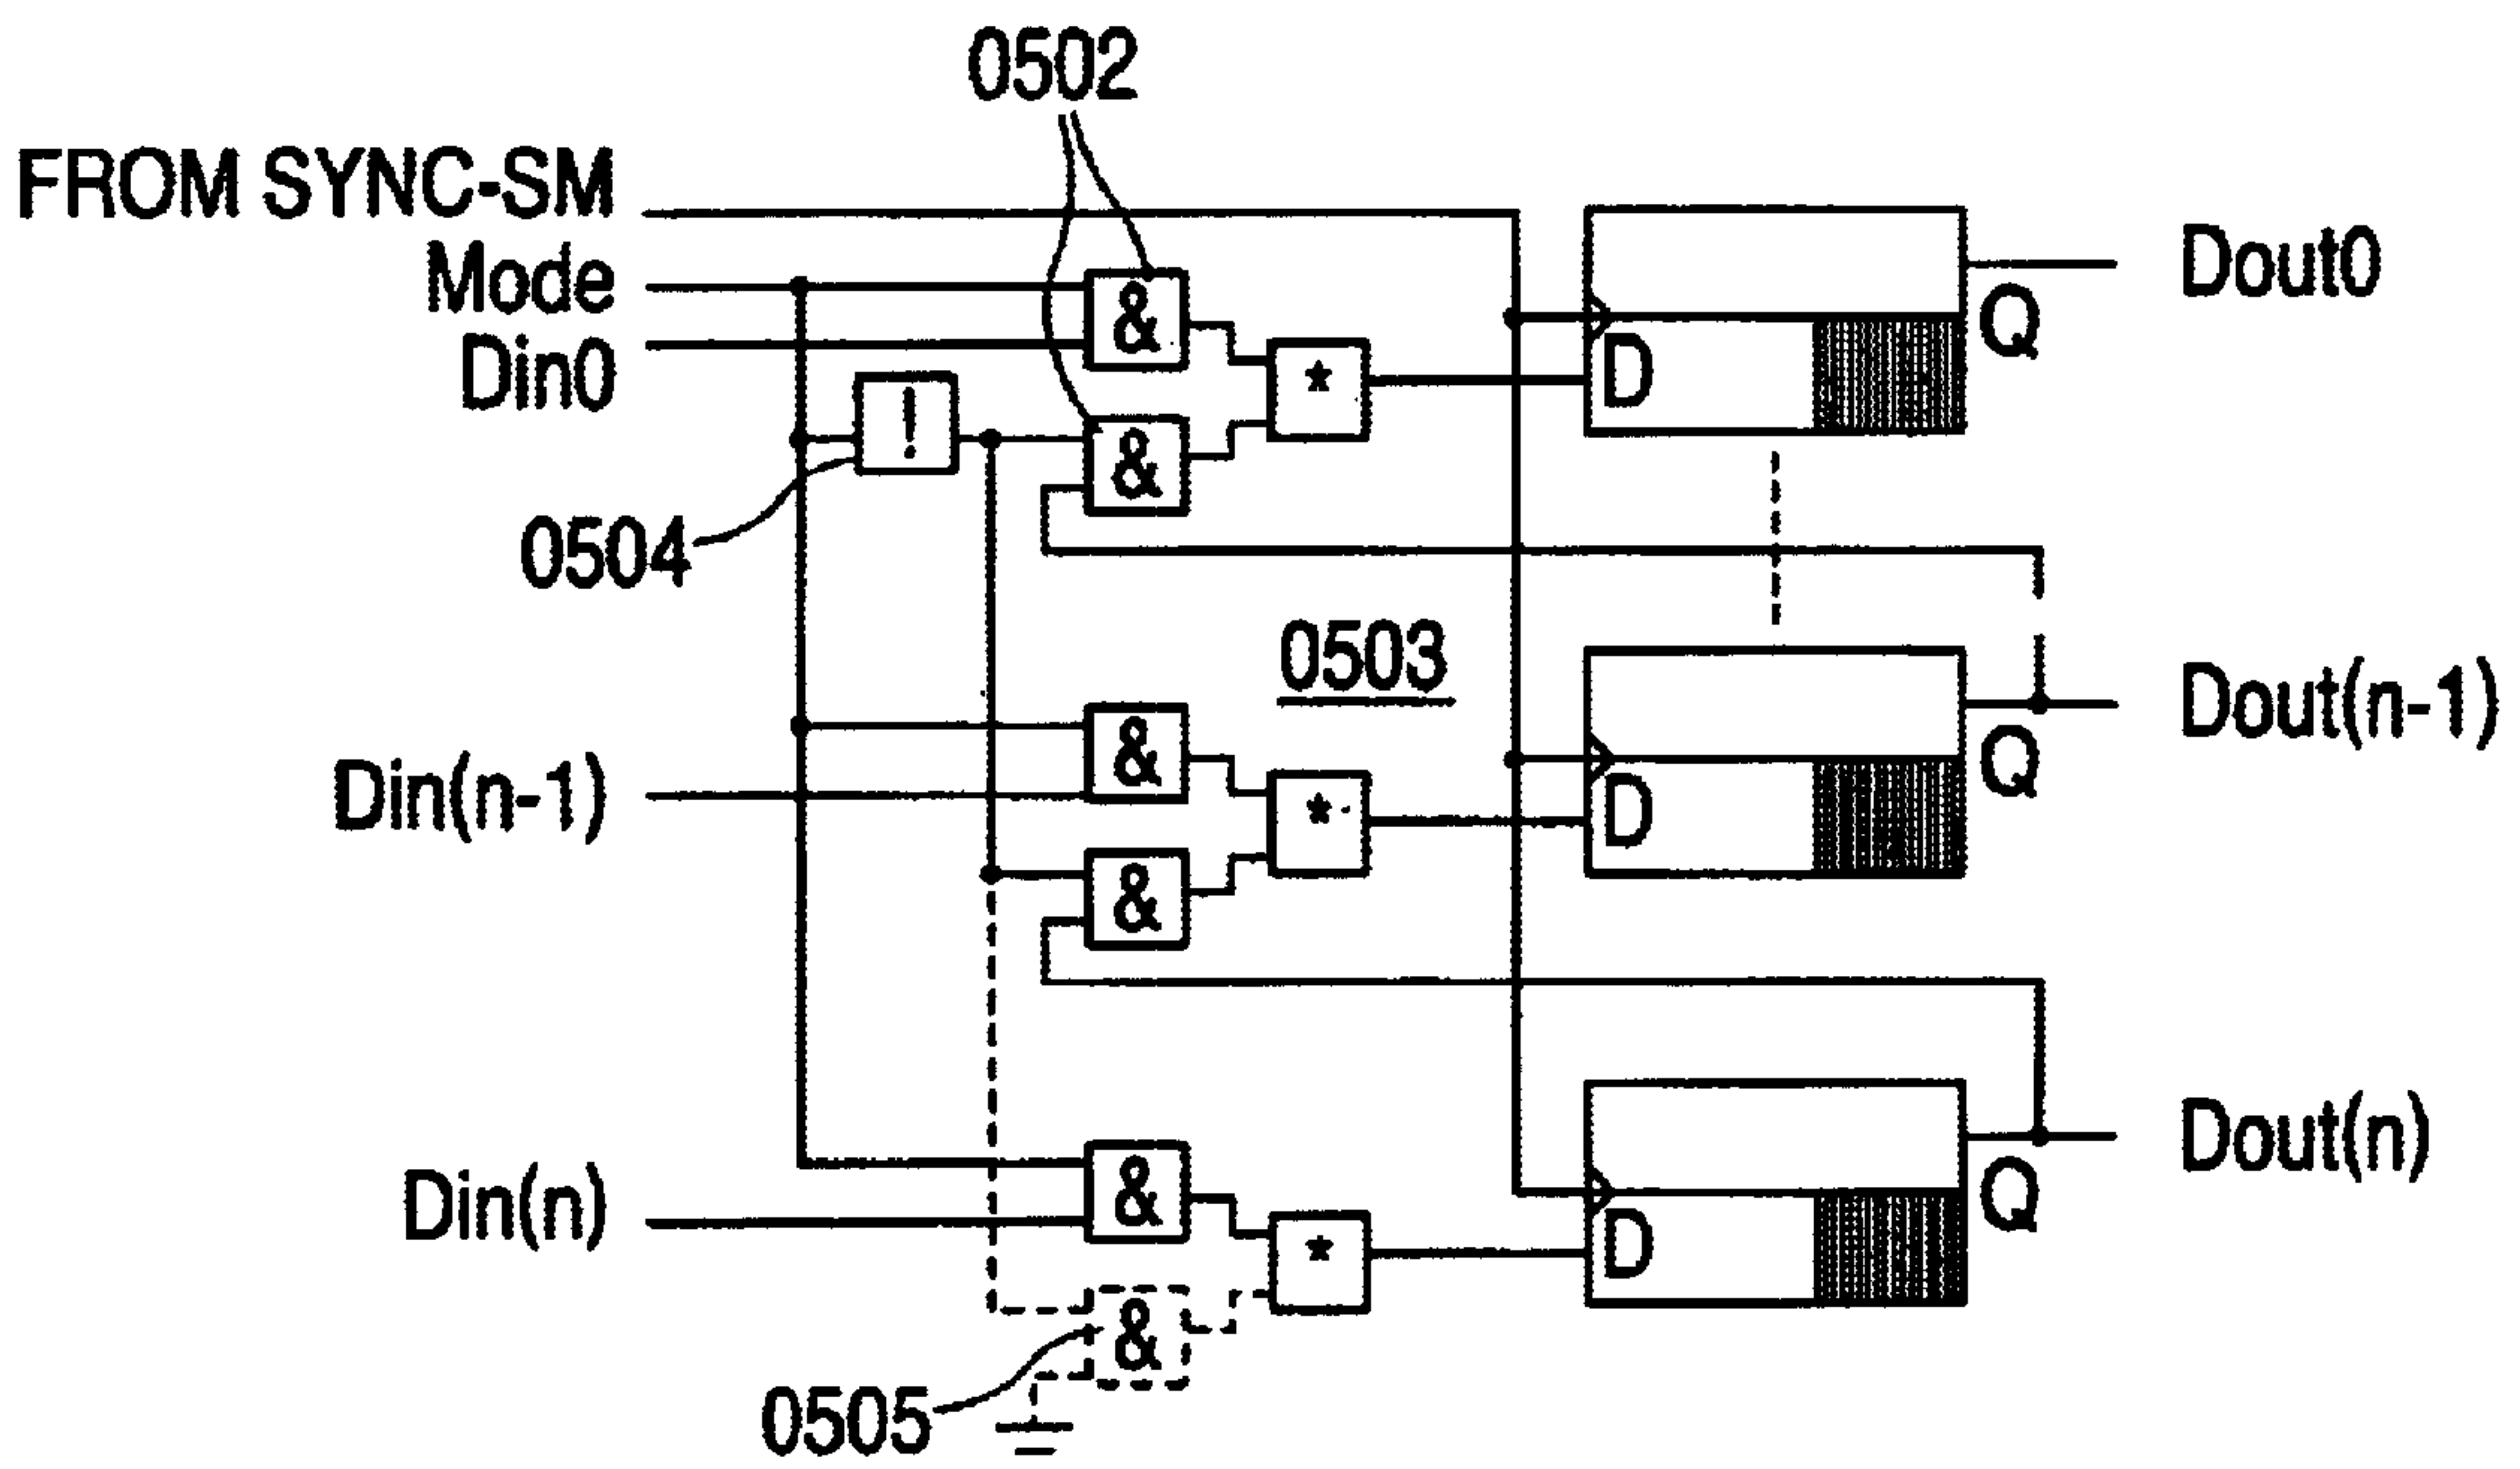 0502
FROM SYNC-SM
Mode
Din0
&
!
&
*
D
Q
Dout0
0504
0503
Din(n-1)
&
&
*
D
Q
Dout(n-1)
Din(n)
&
&
*
D
Q
Dout(n)
0505